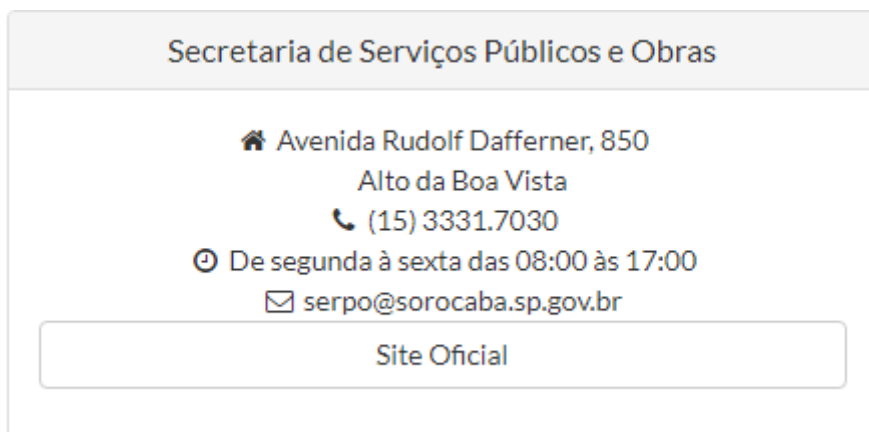 Secretaria de Serviços Públicos e Obras
Avenida Rudolf Dafferner, 850
Alto da Boa Vista
(15) 3331.7030
De segunda à sexta das 08:00 às 17:00
serpo@sorocaba.sp.gov.br
Site Oficial